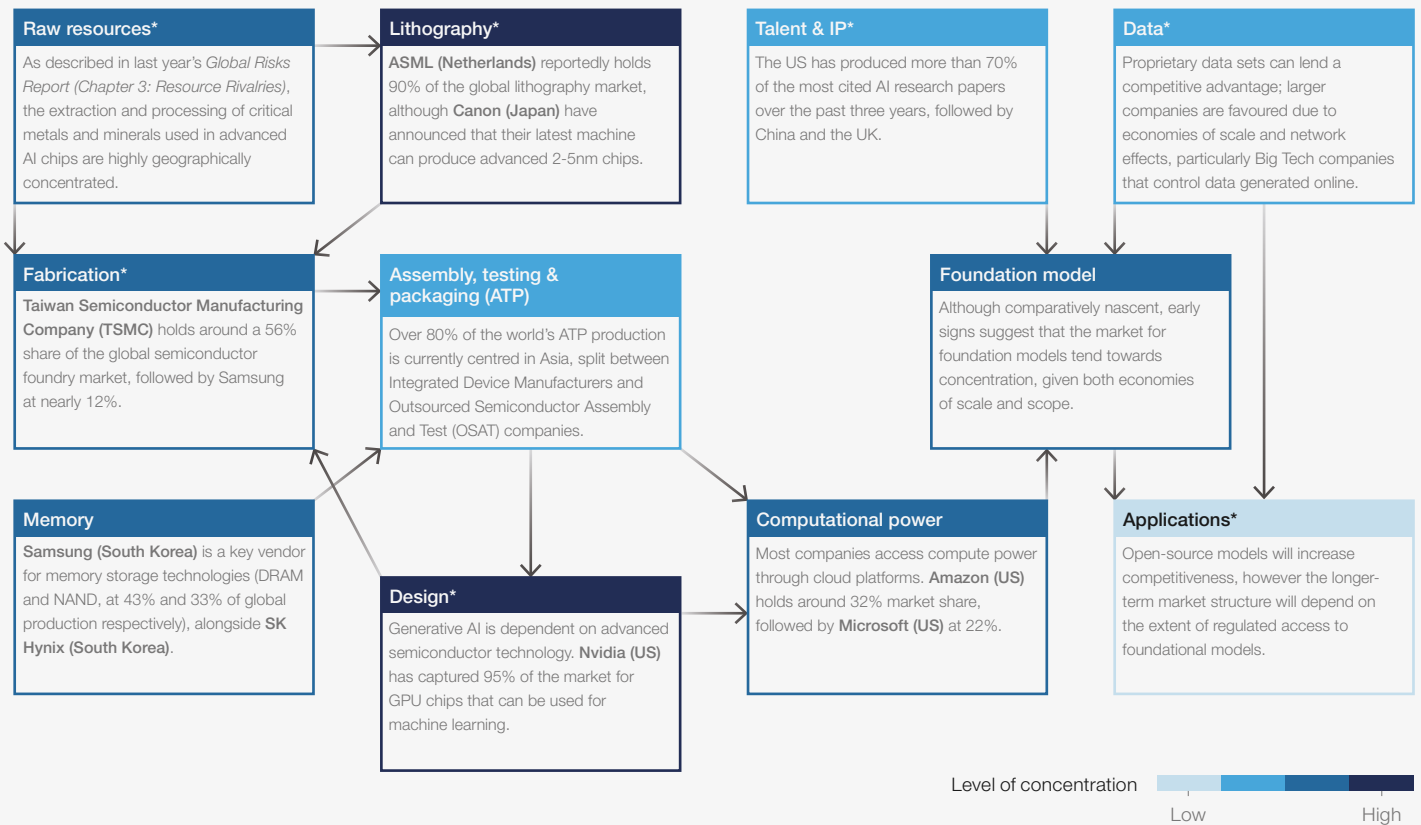 Raw resources*
As described in last year’s Global Risks
Report (Chapter 3: Resource Rivalries),
the extraction and processing of critical
metals and minerals used in advanced
AI chips are highly geographically
concentrated.
Lithography*
ASML (Netherlands) reportedly holds
90% of the global lithography market,
although Canon (Japan) have
announced that their latest machine
can produce advanced 2-5nm chips.
Talent & IP*
The US has produced more than 70%
of the most cited AI research papers
over the past three years, followed by
China and the UK.
Data*
Proprietary data sets can lend a
competitive advantage; larger
companies are favoured due to
economies of scale and network
effects, particularly Big Tech companies
that control data generated online.
Fabrication*
Taiwan Semiconductor Manufacturing
Company (TSMC) holds around a 56%
share of the global semiconductor
foundry market, followed by Samsung
at nearly 12%.
Assembly, testing &
packaging (ATP)
Over 80% of the world’s ATP production
is currently centred in Asia, split between
Integrated Device Manufacturers and
Outsourced Semiconductor Assembly
and Test (OSAT) companies.
Foundation model
Although comparatively nascent, early
signs suggest that the market for
foundation models tend towards
concentration, given both economies
of scale and scope.
Memory
Samsung (South Korea) is a key vendor
for memory storage technologies (DRAM
and NAND, at 43% and 33% of global
production respectively), alongside SK
Hynix (South Korea).
Design*
Generative AI is dependent on advanced
semiconductor technology. Nvidia (US)
has captured 95% of the market for
GPU chips that can be used for
machine learning.
Computational power
Most companies access compute power
through cloud platforms. Amazon (US)
holds around 32% market share,
followed by Microsoft (US) at 22%.
Applications*
Open-source models will increase
competitiveness, however the longer-
term market structure will depend on
the extent of regulated access to
foundational models.
Level of concentration
Low
High